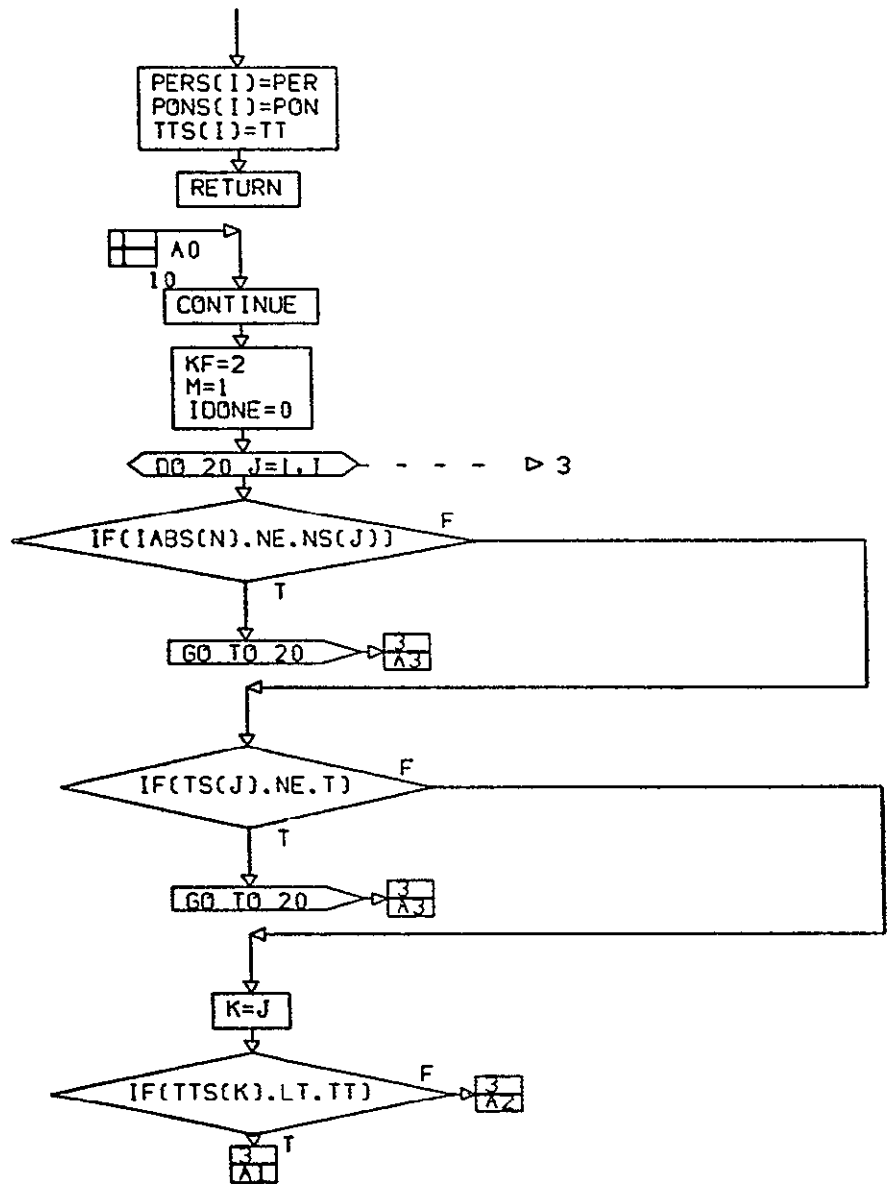 PERS(I)=PER
PONS(I)=PON
TTS(I)=TT
RETURN
1
1
A0
10
CONTINUE
KF=2
M=1
IDONE=0
DO 20 J=1,I
3
F
IF(IABS(N).NE.NS(J))
T
GO TO 20
3
A3
F
IF(TS(J).NE.T)
T
GO TO 20
3
A3
K=J
F
IF(TTS(K).LT.TT)
3
A2
T
3
A1